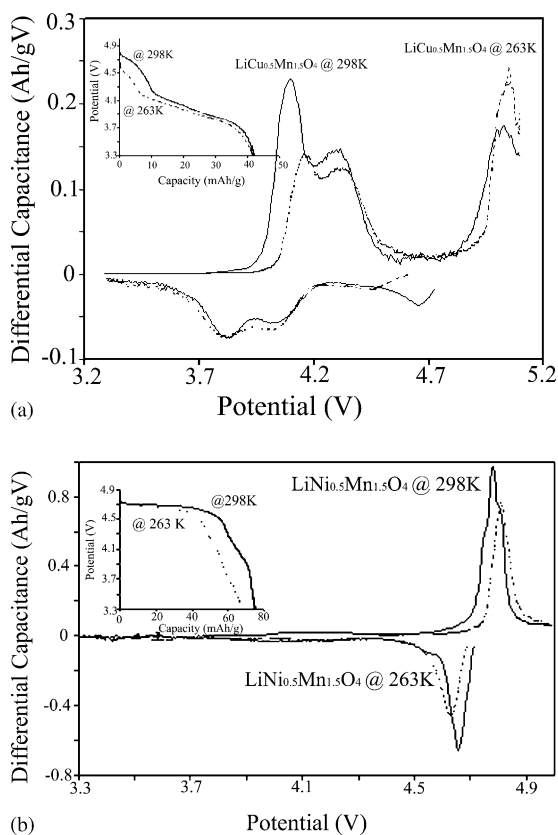 0.3
0.2
0.1
0
-0.1
Differential Capacitance (Ah/gV)
3.2 3.7 4.2 4.7 5.2
Potential (V)
(a)
LiCu0.5Mn1.5O4 @ 298K
LiCu0.5Mn1.5O4 @ 263K
4.9
4.5
4.1
3.7
3.3
Potential (V)
@ 298K
@ 263K
0 10 20 30 40 50
Capacity (mAh/g)
0.8
0.4
0
-0.4
-0.8
Differential Capacitance (Ah/gV)
3.3 3.7 4.1 4.5 4.9
Potential (V)
(b)
LiNi0.5Mn1.5O4 @ 298K
LiNi0.5Mn1.5O4 @ 263K
4.9
4.5
4.1
3.7
3.3
Potential (V)
@298K
@ 263 K
0 20 40 60 80
Capacity (mAh/g)